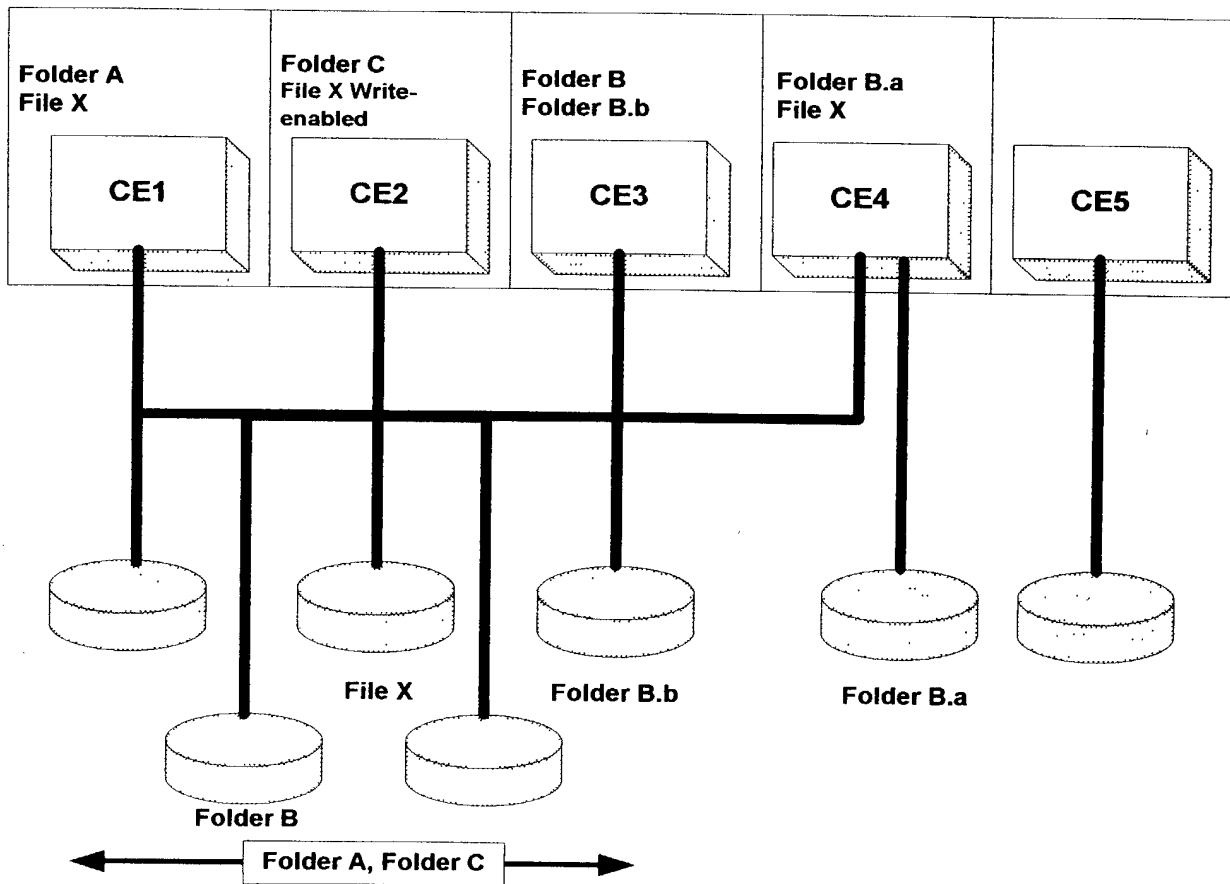 Folder A
File X
Folder C
File X Write-
enabled
Folder B
Folder B.b
Folder B.a
File X
CE1
CE2
CE3
CE4
CE5
File X
Folder B.b
Folder B.a
Folder B
Folder A, Folder C